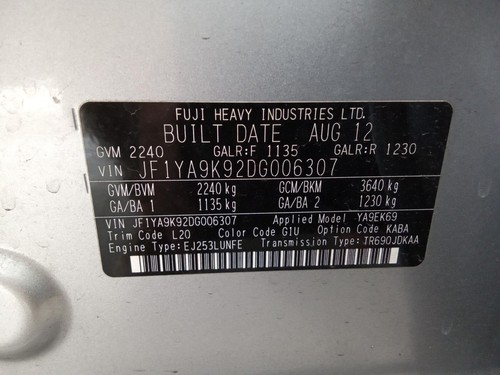 FUJI HEAVY INDUSTRIES LTD.
BUILT DATE AUG 12
GVM 2240 GALR:F 1135 GALR:R 1230
VIN JF1YA9K92DG006307
GVM/BVM 2240 kg GCM/BKM 3640 kg
GA/BA 1 1135 kg GA/BA 2 1230 kg
VIN JF1YA9K92DG006307 Applied Model YA9EK69
Trim Code L20 Color Code G1U Option Code KABA
Engine Type:EJ253LUNFE Transmission Type:TR690JDKAA